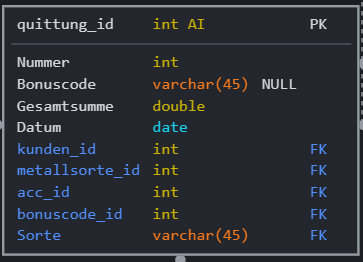 quittung_id int AI PK
Nummer int
Bonuscode varchar(45) NULL
Gesamtsumme double
Datum date
kunden_id int FK
metallsorte_id int FK
acc_id int FK
bonuscode_id int FK
Sorte varchar(45) FK